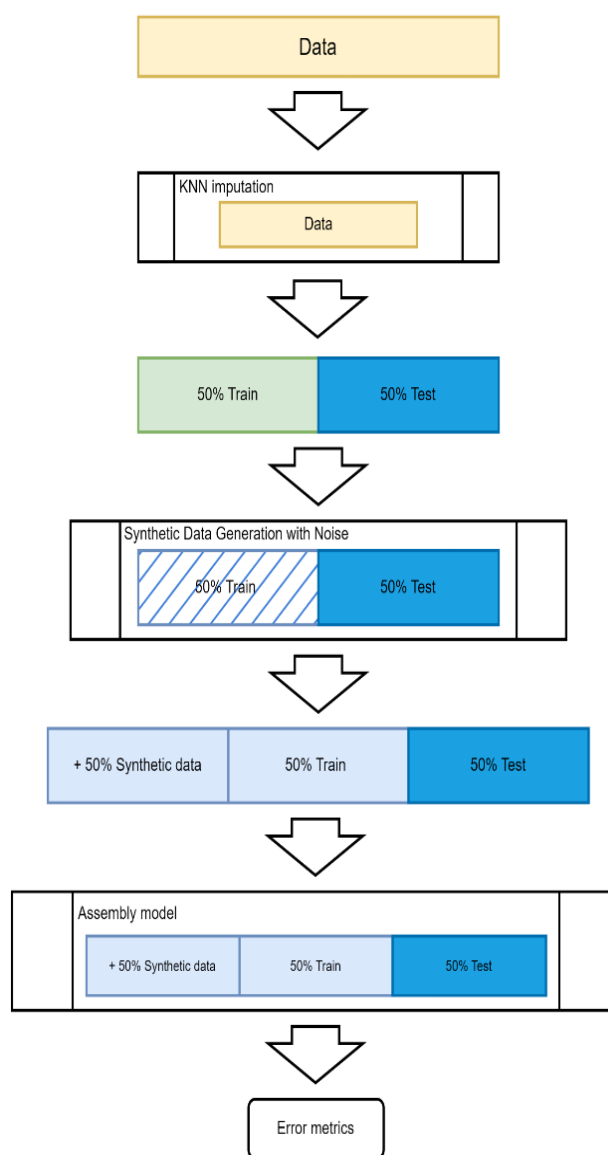 Data
KNN imputation
Data
50% Train
50% Test
Synthetic Data Generation with Noise
50% Train
50% Test
+ 50% Synthetic data
50% Train
50% Test
Assembly model
+ 50% Synthetic data
50% Train
50% Test
Error metrics